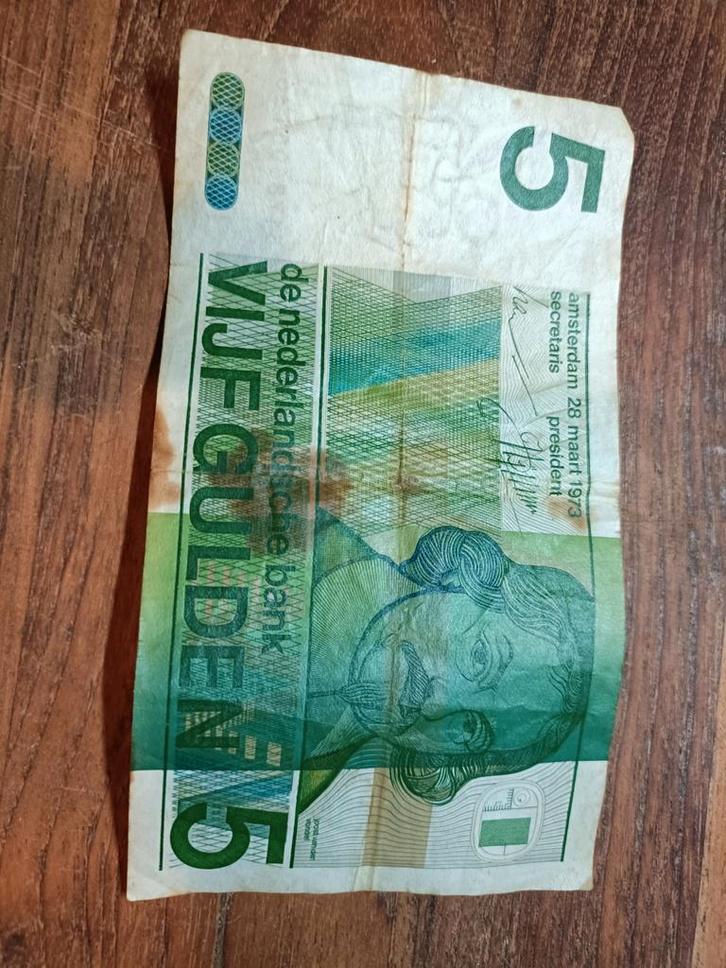 5
amsterdam 28 maart 1973
secretaris president
de nederlandsche bank
VIJF GULDEN 5